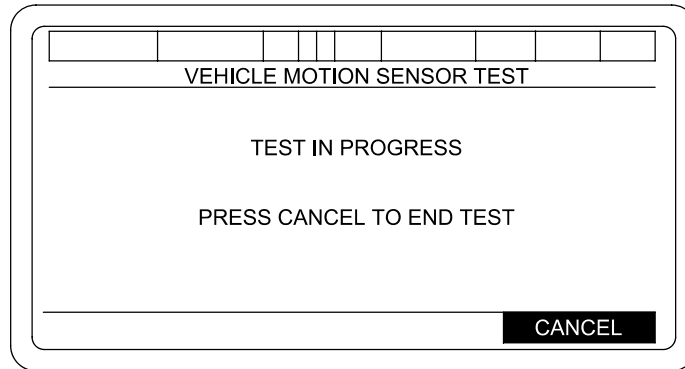 VEHICLE MOTION SENSOR TEST
TEST IN PROGRESS
PRESS CANCEL TO END TEST
CANCEL